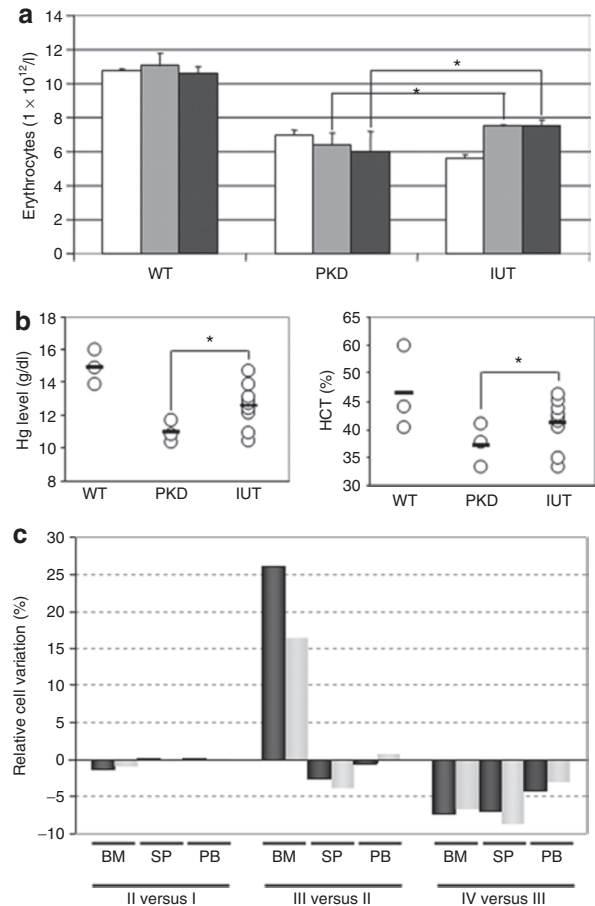 a
Erythrocytes (1 × 10¹²/l)
14
12
10
8
6
4
2
0
*
*
WT
PKD
IUT
b
Hg level (g/dl)
18
16
14
12
10
8
*
WT
PKD
IUT
HCT (%)
65
60
55
50
45
40
35
30
*
WT
PKD
IUT
c
Relative cell variation (%)
30
25
20
15
10
5
0
−5
−10
BM SP PB BM SP PB BM SP PB
II versus I III versus II IV versus III